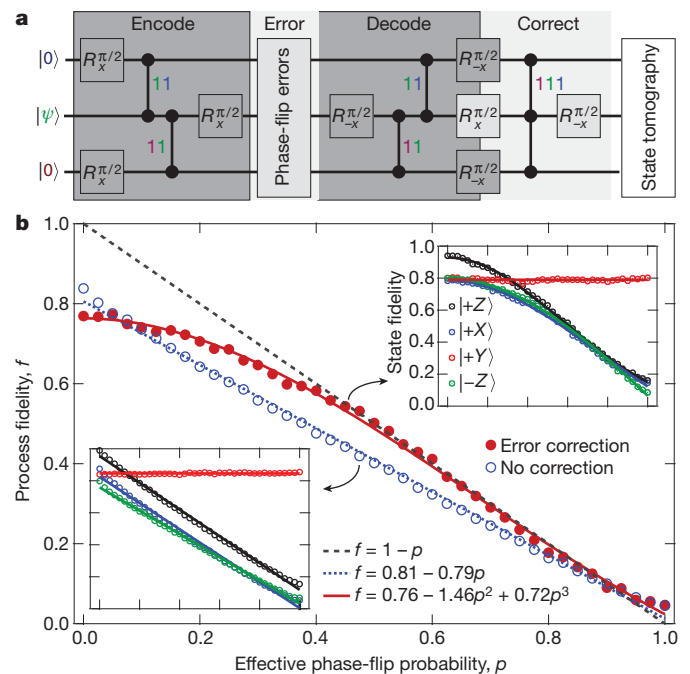 a
Encode Error Decode Correct
|0⟩ R_x^{π/2} 11 R_{-x}^{π/2} 111
|ψ⟩ R_x^{π/2} Phase-flip errors R_{-x}^{π/2} R_x^{π/2} R_{-x}^{π/2} State tomography
|0⟩ R_x^{π/2} 11 11 11 R_{-x}^{π/2}
b
1.0
0.8
0.6
0.4
0.2
0.0
Process fidelity, f
1.0
0.8
0.6
0.4
0.2
0.0
State fidelity
|+Z⟩
|+X⟩
|+Y⟩
|−Z⟩
Error correction
No correction
f = 1 − p
f = 0.81 − 0.79p
f = 0.76 − 1.46p² + 0.72p³
0.0 0.2 0.4 0.6 0.8 1.0
Effective phase-flip probability, p